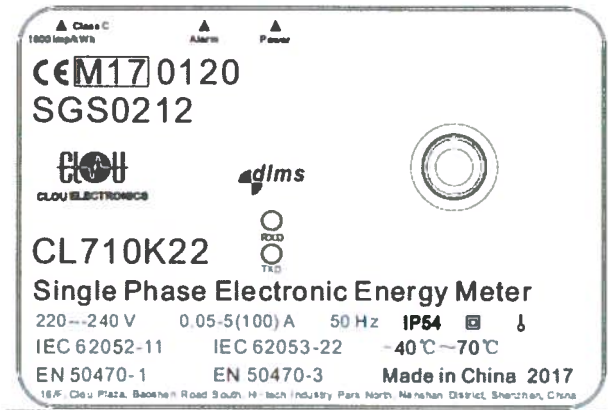 Class C
1600 imp/kWh Alarm Power
CE M17 0120
SGS0212
CLOU
CLOU ELECTRONICS
dlms
RXD
CL710K22
TXD
Single Phase Electronic Energy Meter
220---240 V 0.05-5(100) A 50 Hz IP54
IEC 62052-11 IEC 62053-22 -40℃~70℃
EN 50470-1 EN 50470-3 Made in China 2017
16/F, Clou Plaza, Baoshen Road South, Hi-tech Industry Park North, Nanshan District, Shenzhen, China